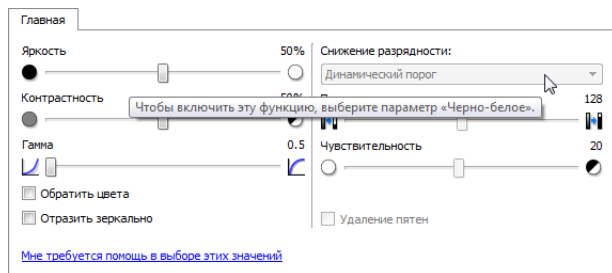 Главная
Яркость 50%
Контрастность
Гамма 0.5
Обратить цвета
Отразить зеркально
Мне требуется помощь в выборе этих значений
Снижение разрядности:
Динамический порог
Чтобы включить эту функцию, выберите параметр «Черно-белое».
128
Чувствительность 20
Удаление пятен